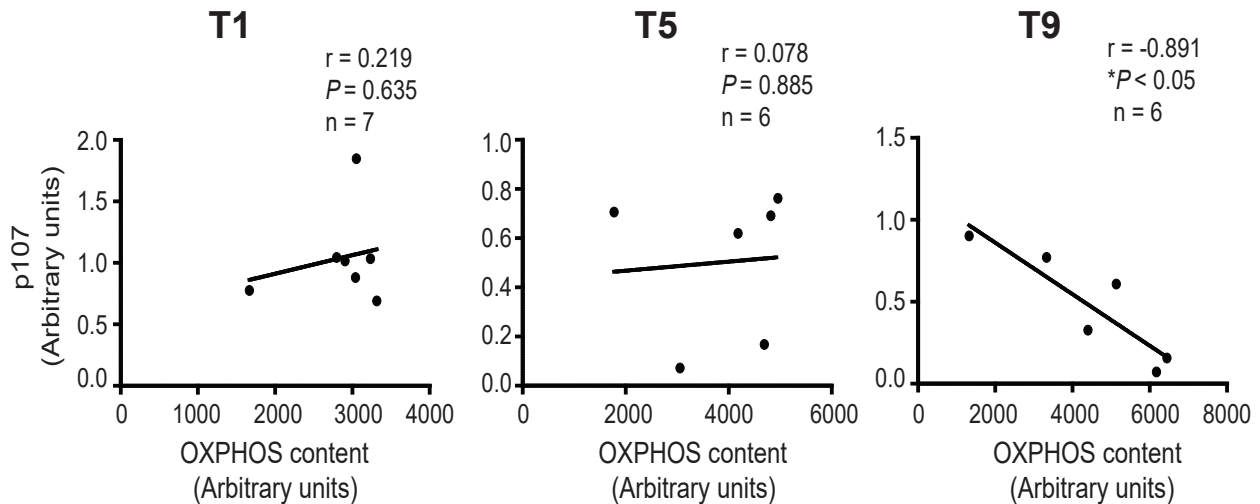 T1
r = 0.219
P = 0.635
n = 7
p107
(Arbitrary units)
2.0
1.5
1.0
0.5
0.0
0
1000
2000
3000
4000
OXPHOS content
(Arbitrary units)
T5
r = 0.078
P = 0.885
n = 6
1.0
0.8
0.6
0.4
0.2
0.0
0
2000
4000
6000
OXPHOS content
(Arbitrary units)
T9
r = -0.891
*P < 0.05
n = 6
1.5
1.0
0.5
0.0
0
2000
4000
6000
8000
OXPHOS content
(Arbitrary units)